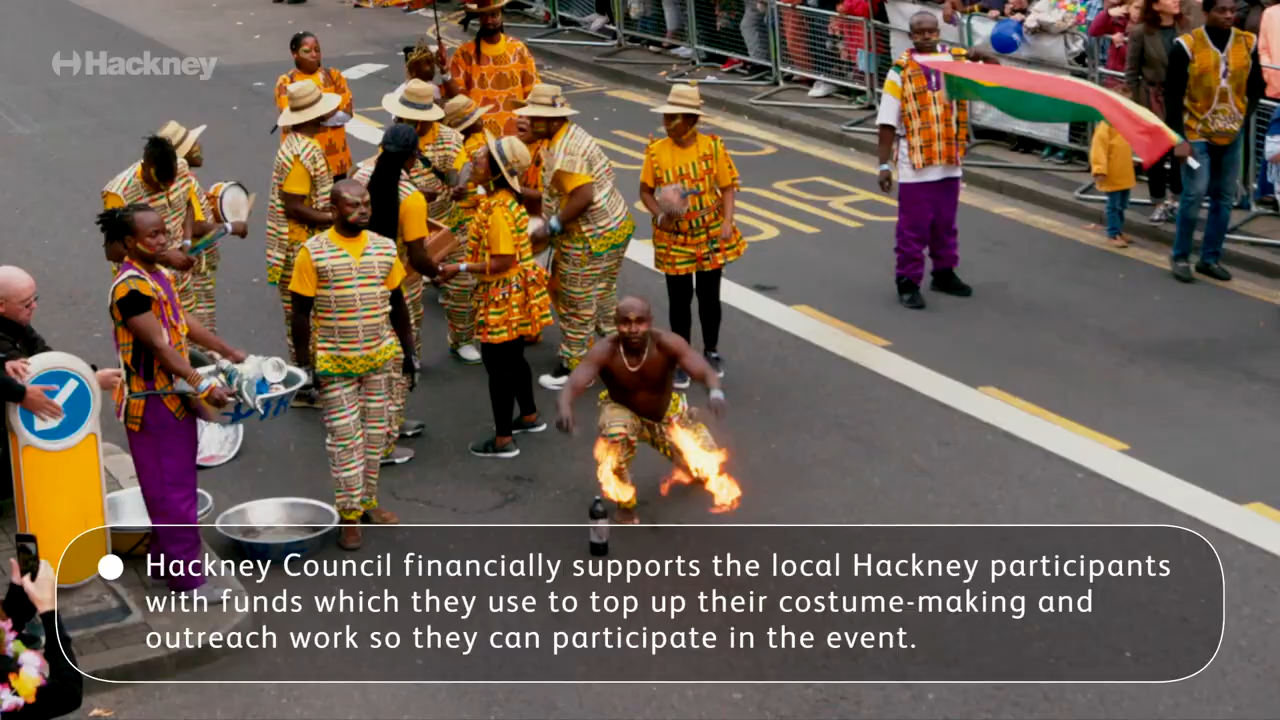 Hackney
BUS
Hackney Council financially supports the local Hackney participants
with funds which they use to top up their costume-making and
outreach work so they can participate in the event.